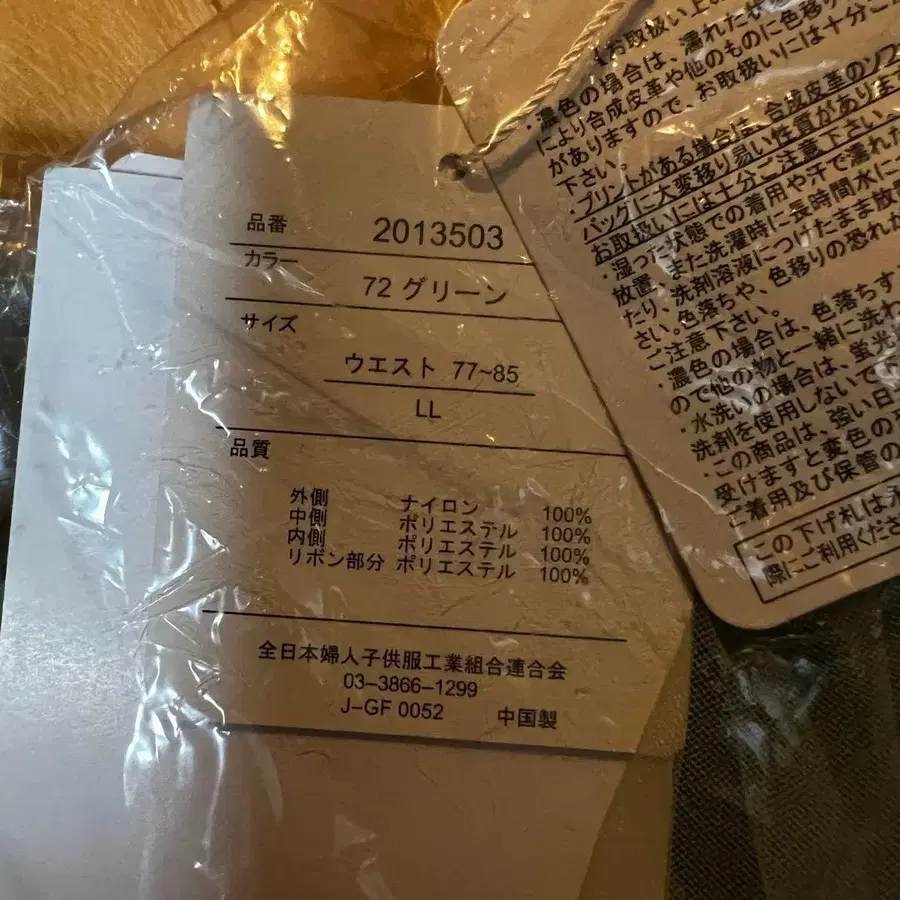 品番 2013503
カラー
72 グリーン
サイズ
ウエスト 77~85
LL
品質
外側 ナイロン 100%
中側 ポリエステル 100%
内側 ポリエステル 100%
リボン部分 ポリエステル 100%
全日本婦人子供服工業組合連合会
03-3866-1299
J-GF 0052 中国製
《お取扱い上の
・濃色の場合は、濡れた状
により合成皮革や他のものに色移り
がありますので、お取扱いには十分
下さい。
・プリントがある場合は、合成皮革のソフ
バッグに大変移り易い性質があります
お取扱いには十分ご注意下さい。
・湿った状態での着用や汗で濡れた
放置、また洗濯時に長時間水に
たり、洗剤溶液につけたまま放置
さい。色落ちや、色移りの恐れが
ご注意下さい。
・濃色の場合は、色落ちす
ので他の物と一緒に洗わ
・水洗いの場合は、蛍光
洗剤を使用しないで
・この商品は、強い日
受けますと変色の
ご着用及び保管の
この下げ札は
際にご利用くださ